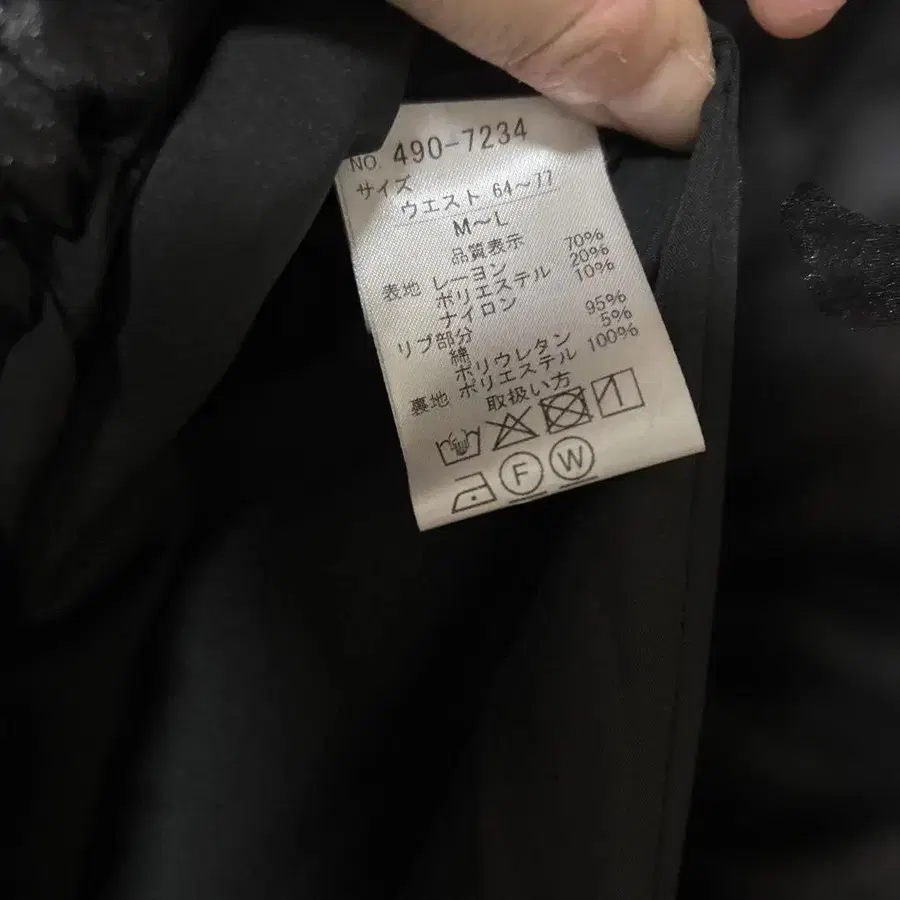 NO. 490-7234
サイズ
ウエスト 64～77
M～L
品質表示
表地 レーヨン 70%
ポリエステル 20%
ナイロン 10%
リブ部分
綿 95%
ポリウレタン 5%
裏地 ポリエステル 100%
取扱い方
F W